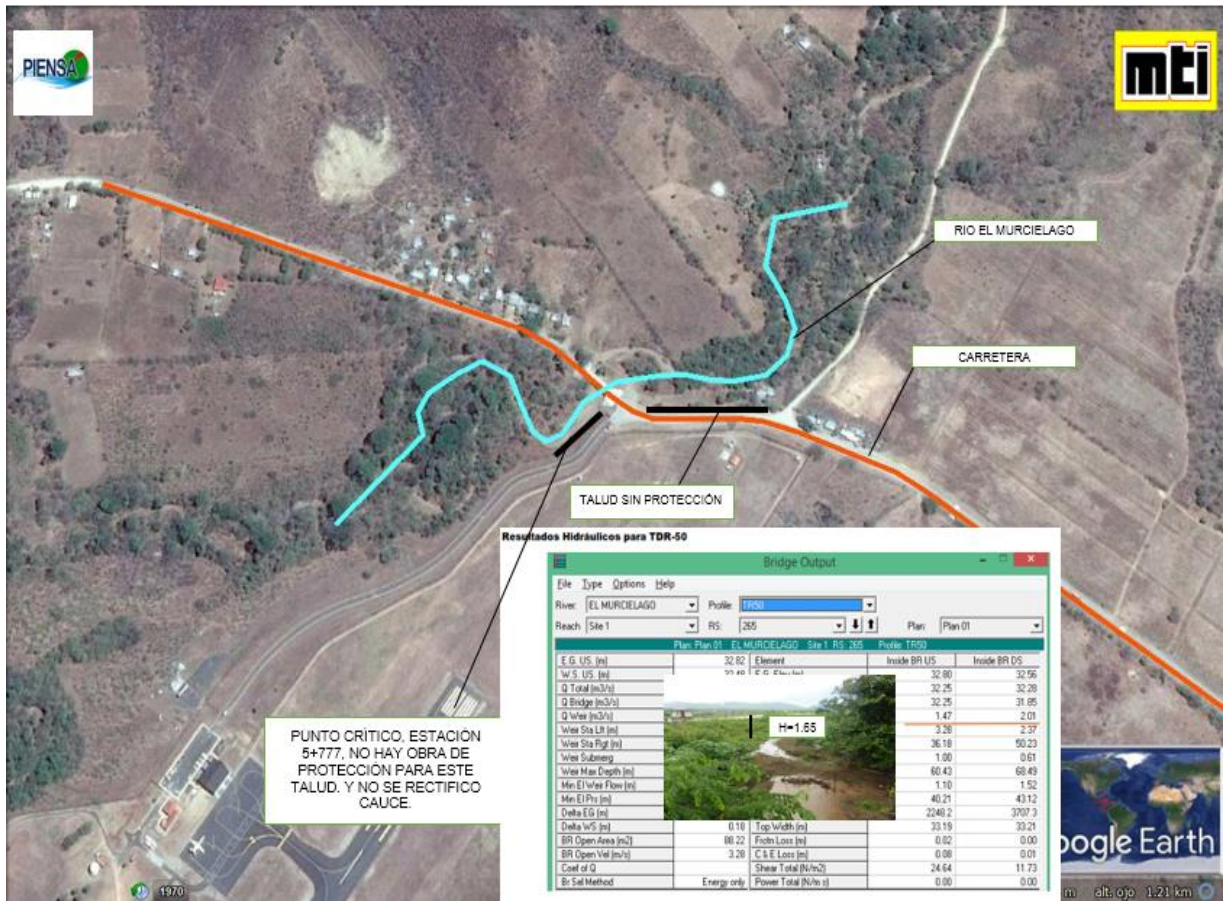 PIENSA
mti
RIO EL MURCIELAGO
CARRETERA
TALUD SIN PROTECCIÓN
PUNTO CRÍTICO, ESTACIÓN
5+777, NO HAY OBRA DE
PROTECCIÓN PARA ESTE
TALUD. Y NO SE RECTIFICO
CAUCE.
Resultados Hidráulicos para TDR-50
Bridge Output
File Type Options Help
River: EL MURCIELAGO Profile: TR50
Reach Site 1 RS: 265 Plan: Plan 01
Plan: Plan 01 EL MURCIELAGO Site 1 RS: 265 Profile: TR50
E.G. US. (m) 32.82 Element Inside BR US Inside BR DS
W.S. US. (m) 32.48 E.G. Elev (m) 32.80 32.56
Q Total (m3/s) 32.25 32.28
Q Bridge (m3/s) 32.25 31.85
Q Weir (m3/s) 1.47 2.01
Weir Sta Lft (m) 3.28 2.37
Weir Sta Rgt (m) 36.18 50.23
Weir Submerg 1.00 0.61
Weir Max Depth (m) 60.43 68.49
Min El Weir Flow (m) 1.10 1.52
Min El Prs (m) 40.21 43.12
Delta EG (m) 2248.2 3707.3
Delta WS (m) 0.18 Top Width (m) 33.19 33.21
BR Open Area (m2) 88.22 Frctn Loss (m) 0.02 0.00
BR Open Vel (m/s) 3.28 C & E Loss (m) 0.08 0.01
Coef of Q Shear Total (N/m2) 24.64 11.73
Br Sel Method Energy only Power Total (N/m s) 0.00 0.00
H=1.65
oogle Earth
1970
m alt. ojo 1.21 km